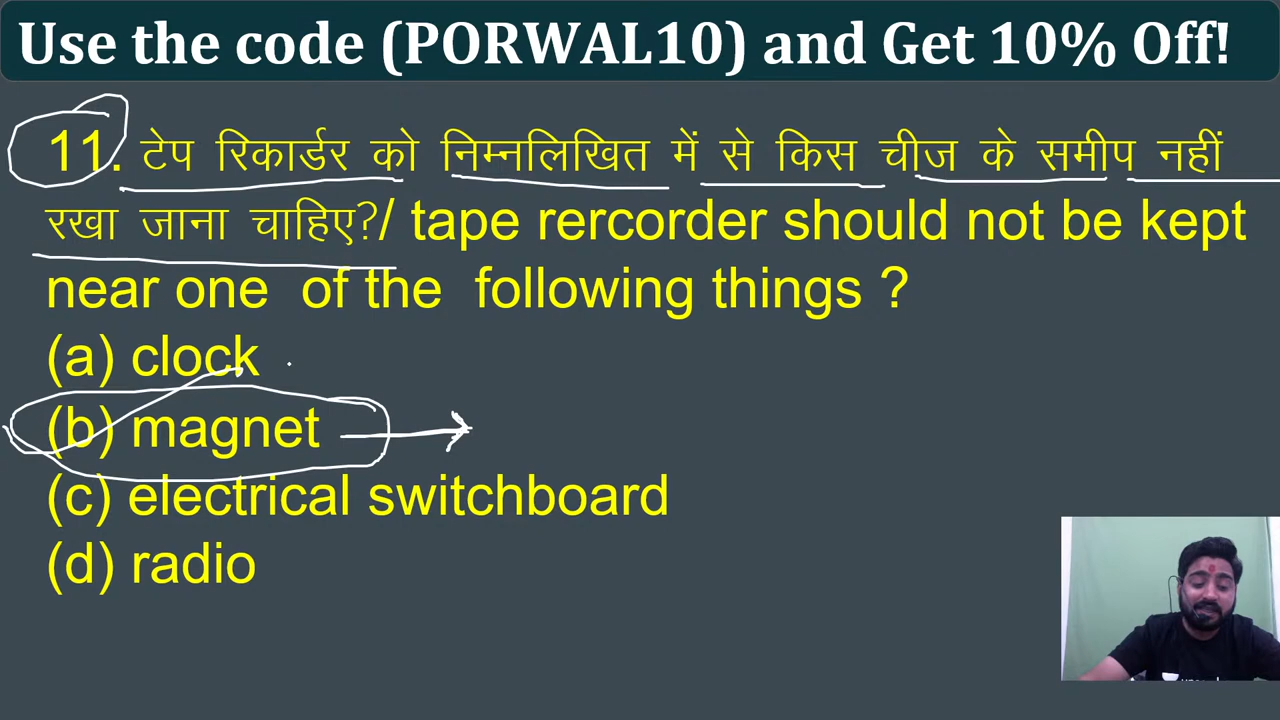 Use the code (PORWAL10) and Get 10% Off!
11. टेप रिकार्डर को निम्नलिखित में से किस चीज के समीप नहीं
रखा जाना चाहिए?/ tape rercorder should not be kept
near one of the following things ?
(a) clock
(b) magnet
(c) electrical switchboard
(d) radio